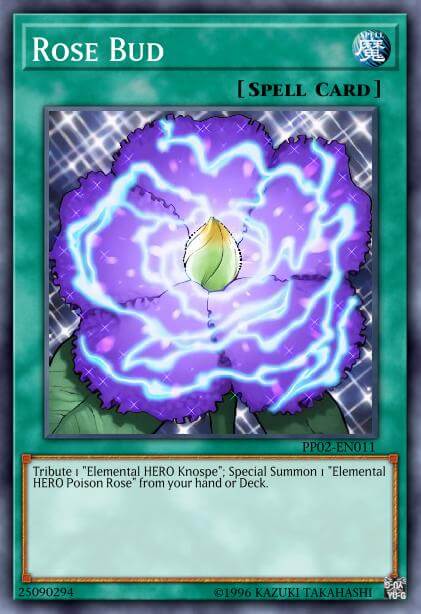 Rose Bud
魔
[Spell Card]
PP02-EN011
Tribute 1 "Elemental HERO Knospe"; Special Summon 1 "Elemental
HERO Poison Rose" from your hand or Deck.
25090294
©1996 KAZUKI TAKAHASHI